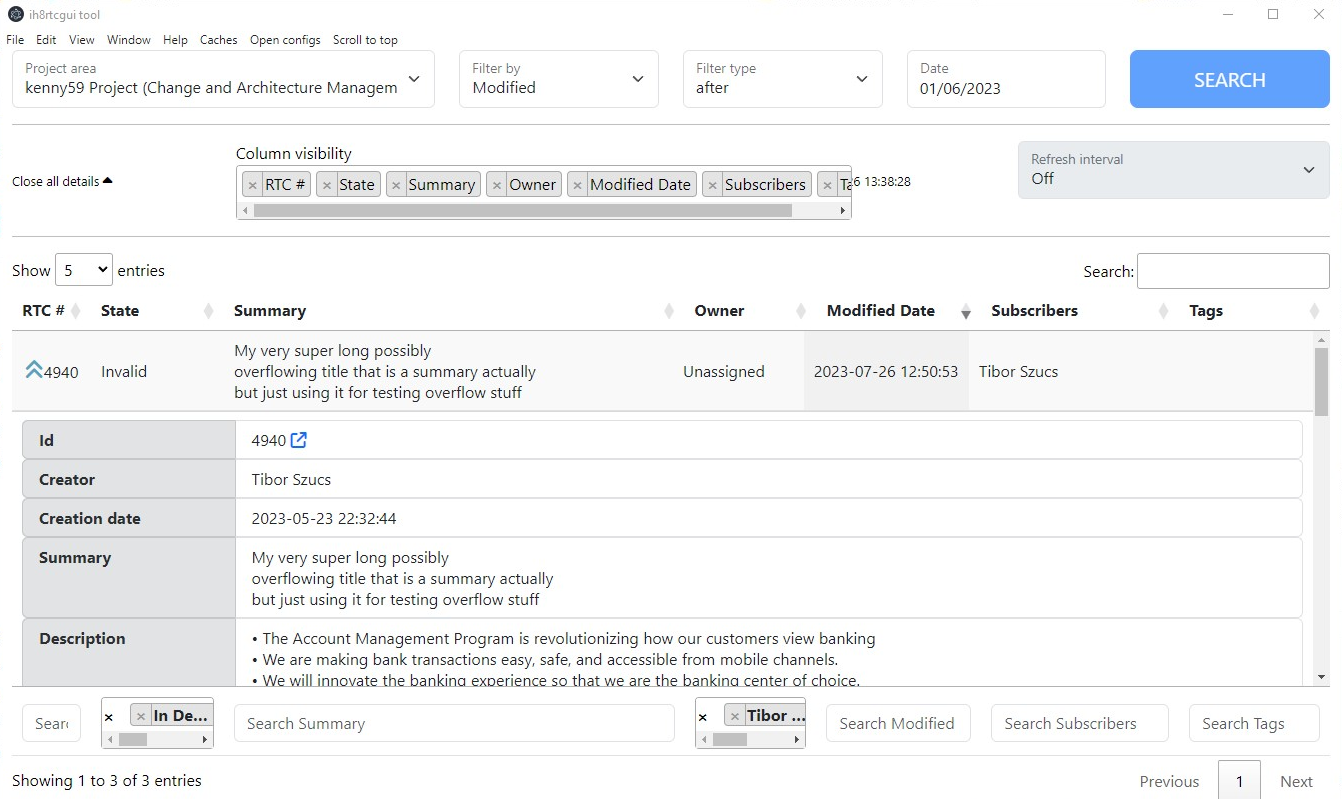 ih8rtcgui tool
File Edit View Window Help Caches Open configs Scroll to top
Project area
kenny59 Project (Change and Architecture Managem
Filter by
Modified
Filter type
after
Date
01/06/2023
SEARCH
Close all details
Column visibility
× RTC # × State × Summary × Owner × Modified Date × Subscribers × Ta
6 13:38:28
Refresh interval
Off
Show 5 entries
Search:
RTC # State Summary Owner Modified Date Subscribers Tags
4940 Invalid
My very super long possibly
overflowing title that is a summary actually
but just using it for testing overflow stuff
Unassigned 2023-07-26 12:50:53 Tibor Szucs
Id 4940
Creator Tibor Szucs
Creation date 2023-05-23 22:32:44
Summary My very super long possibly
overflowing title that is a summary actually
but just using it for testing overflow stuff
Description • The Account Management Program is revolutionizing how our customers view banking
• We are making bank transactions easy, safe, and accessible from mobile channels.
• We will innovate the banking experience so that we are the banking center of choice.
Searc × × In De... Search Summary × × Tibor ... Search Modified Search Subscribers Search Tags
Showing 1 to 3 of 3 entries
Previous 1 Next